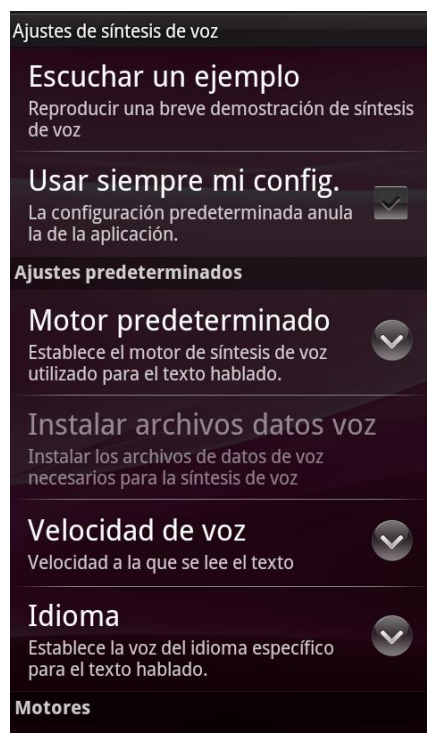 Ajustes de síntesis de voz
Escuchar un ejemplo
Reproducir una breve demostración de síntesis
de voz
Usar siempre mi config.
La configuración predeterminada anula
la de la aplicación.
Ajustes predeterminados
Motor predeterminado
Establece el motor de síntesis de voz
utilizado para el texto hablado.
Instalar archivos datos voz
Instalar los archivos de datos de voz
necesarios para la síntesis de voz
Velocidad de voz
Velocidad a la que se lee el texto
Idioma
Establece la voz del idioma específico
para el texto hablado.
Motores